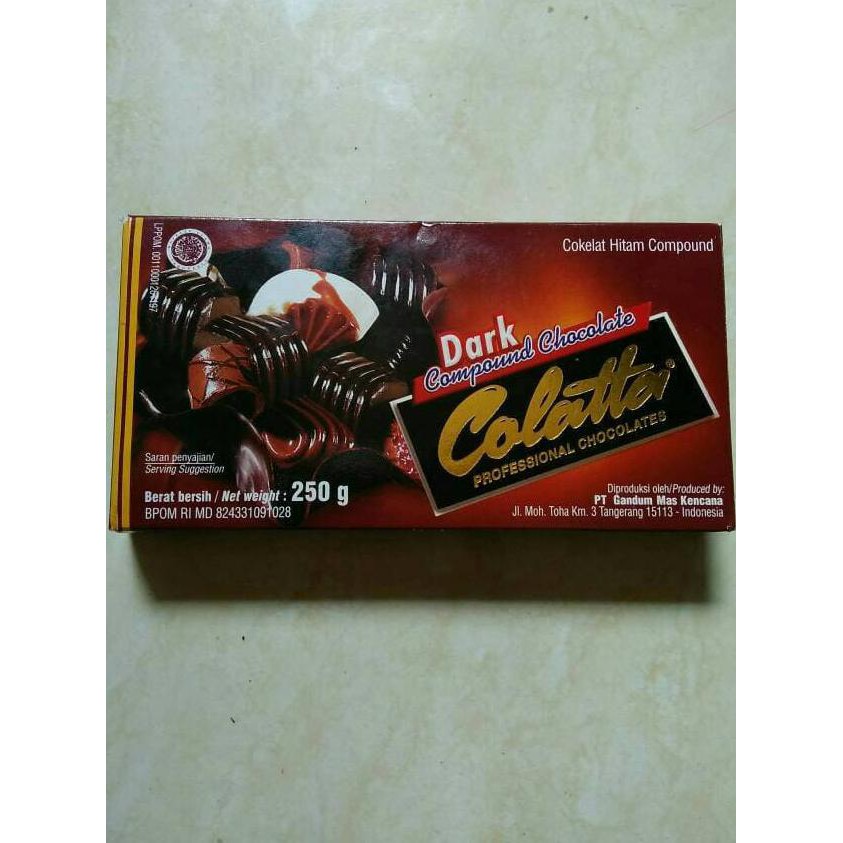 Cokelat Hitam Compound
Dark
Compound Chocolate
Colatta
PROFESSIONAL CHOCOLATES
Saran penyajian/
Serving Suggestion
Berat bersih / Net weight : 250 g
BPOM RI MD 824331091028
Diproduksi oleh/Produced by:
PT Gandum Mas Kencana
Jl. Moh. Toha Km. 3 Tangerang 15113 - Indonesia
LPPOM